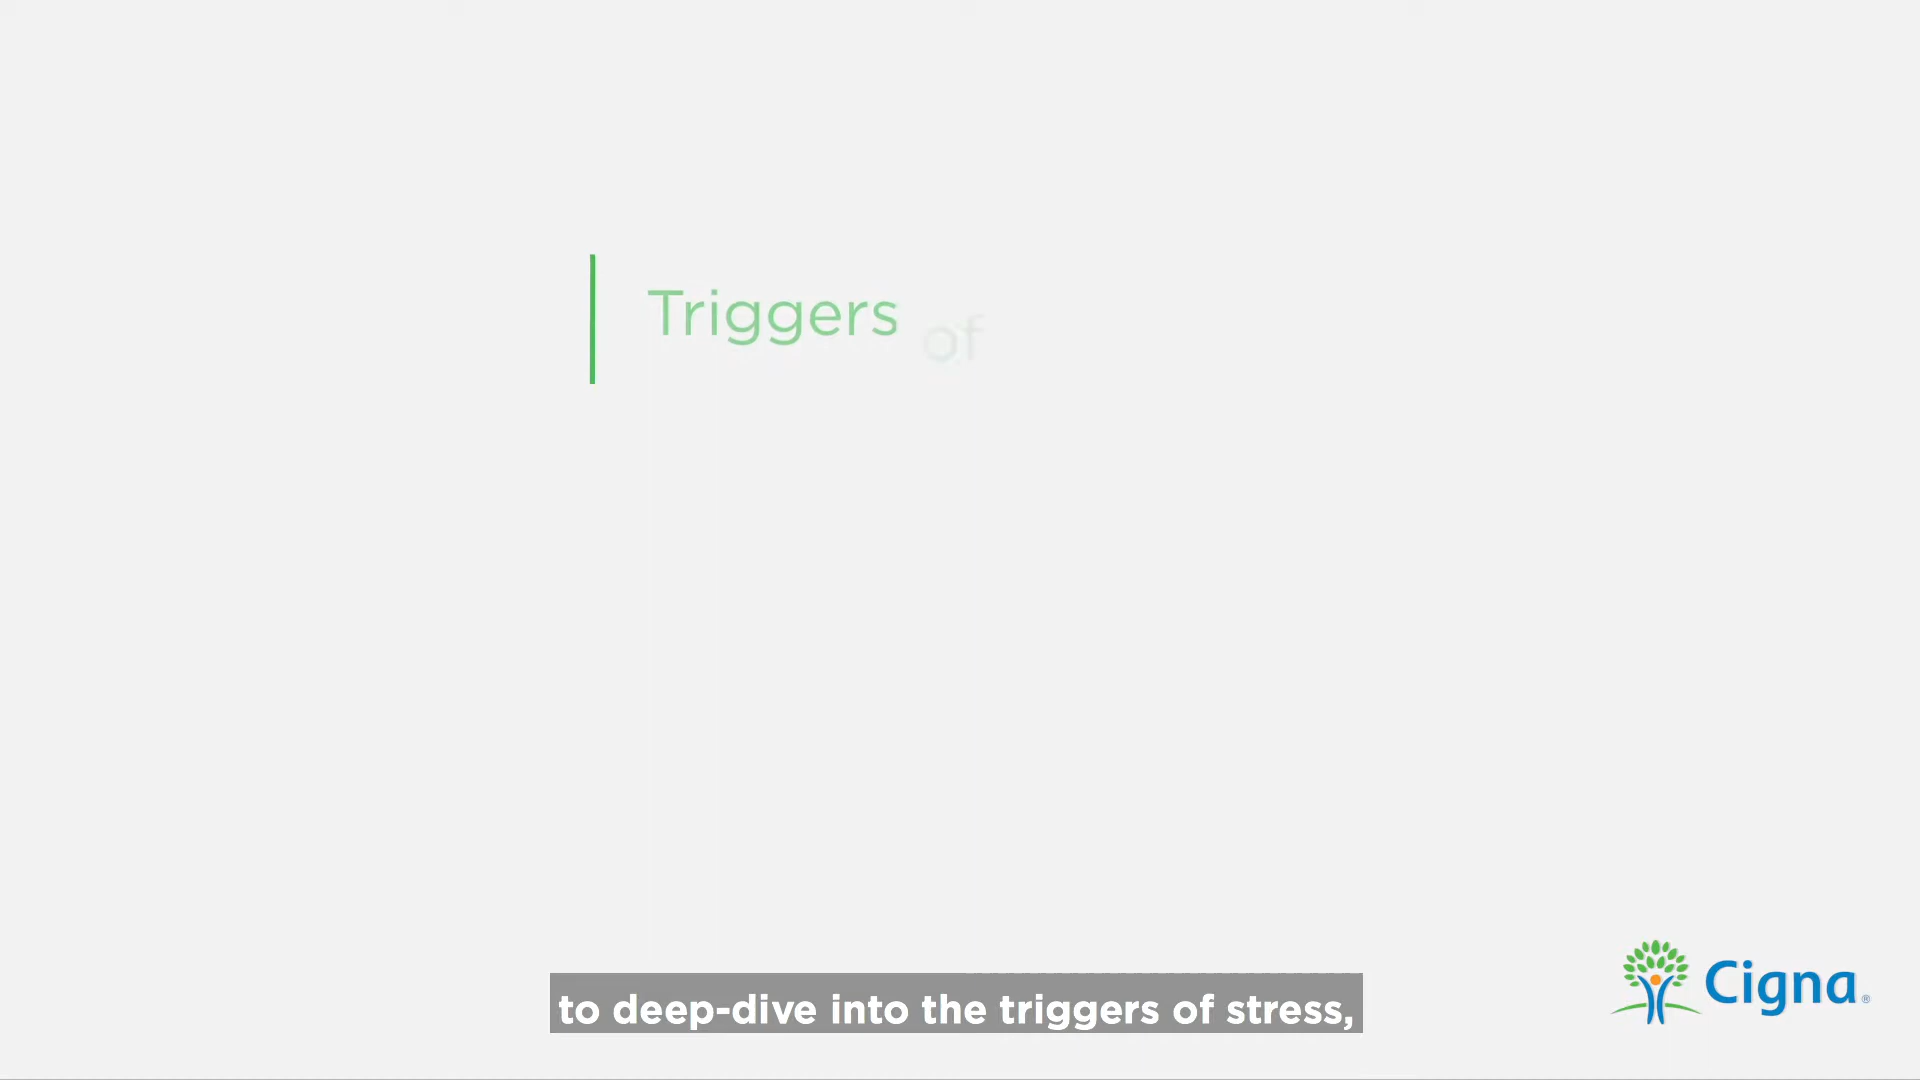 Triggers of
to deep-dive into the triggers of stress,
Cigna®